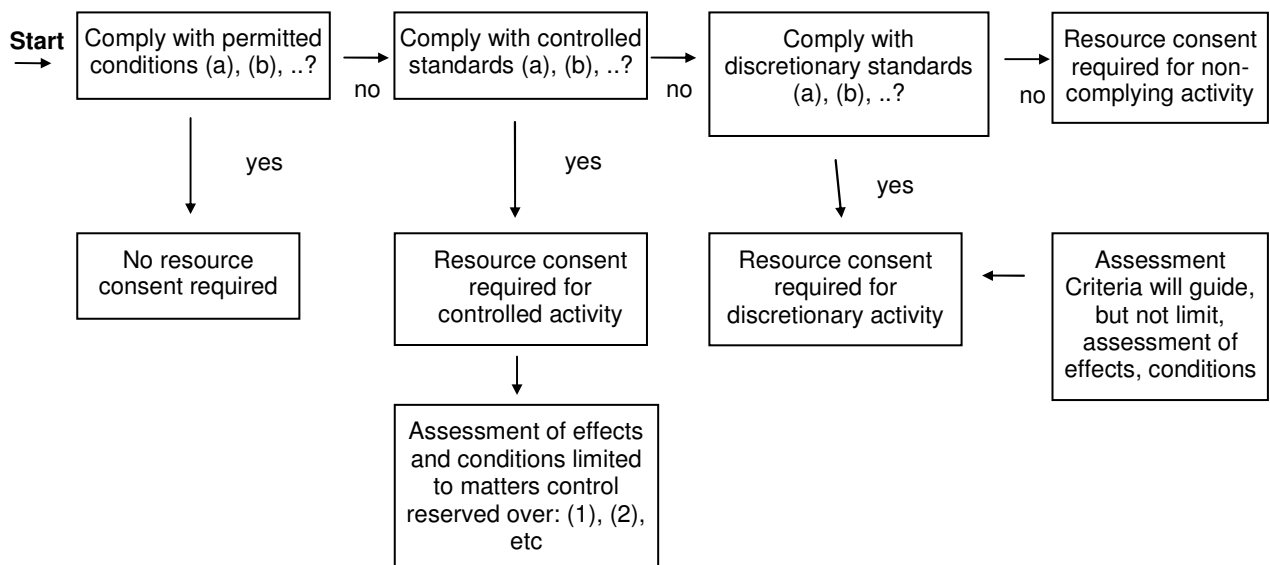 Start
Comply with permitted
conditions (a), (b), ..?
no
Comply with controlled
standards (a), (b), ..?
no
Comply with
discretionary standards
(a), (b), ..?
no
Resource consent
required for non-
complying activity
yes
yes
yes
No resource
consent required
Resource consent
required for
controlled activity
Resource consent
required for
discretionary activity
Assessment
Criteria will guide,
but not limit,
assessment of
effects, conditions
Assessment of effects
and conditions limited
to matters control
reserved over: (1), (2),
etc